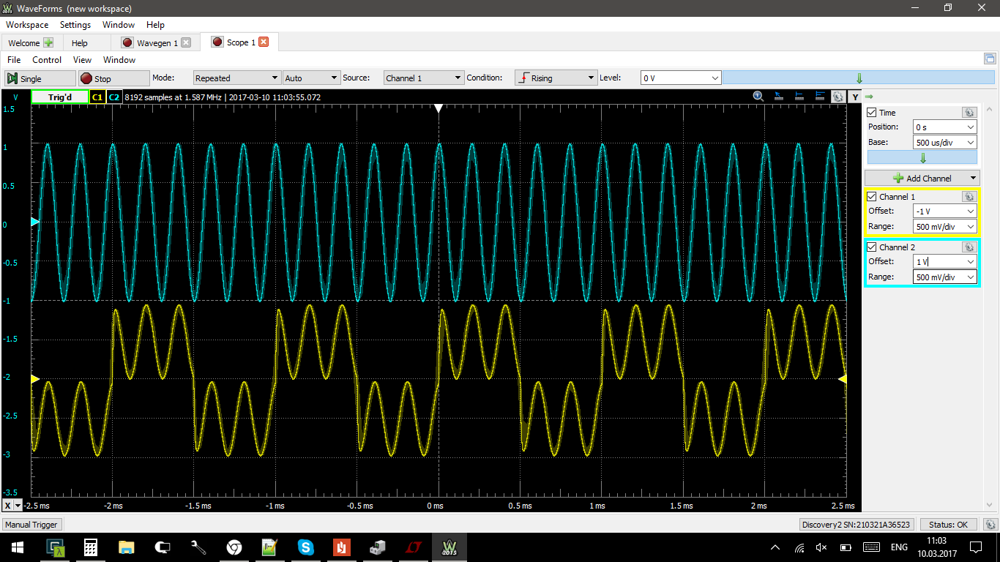 WaveForms (new workspace)
Workspace Settings Window Help
Welcome Help Wavegen 1 Scope 1
File Control View Window
Single Stop Mode: Repeated Auto Source: Channel 1 Condition: Rising Level: 0 V
V Trig'd C1 C2 8192 samples at 1.587 MHz | 2017-03-10 11:03:55.072 Y
1.5
1
0.5
0
-0.5
-1
-1.5
-2
-2.5
-3
-3.5
X -2.5 ms -2 ms -1.5 ms -1 ms -0.5 ms 0 ms 0.5 ms 1 ms 1.5 ms 2 ms 2.5 ms
Time
Position: 0 s
Base: 500 us/div
Add Channel
Channel 1
Offset: -1 V
Range: 500 mV/div
Channel 2
Offset: 1 V
Range: 500 mV/div
Manual Trigger Discovery2 SN:210321A36523 Status: OK
ENG 11:03
10.03.2017
W
2015